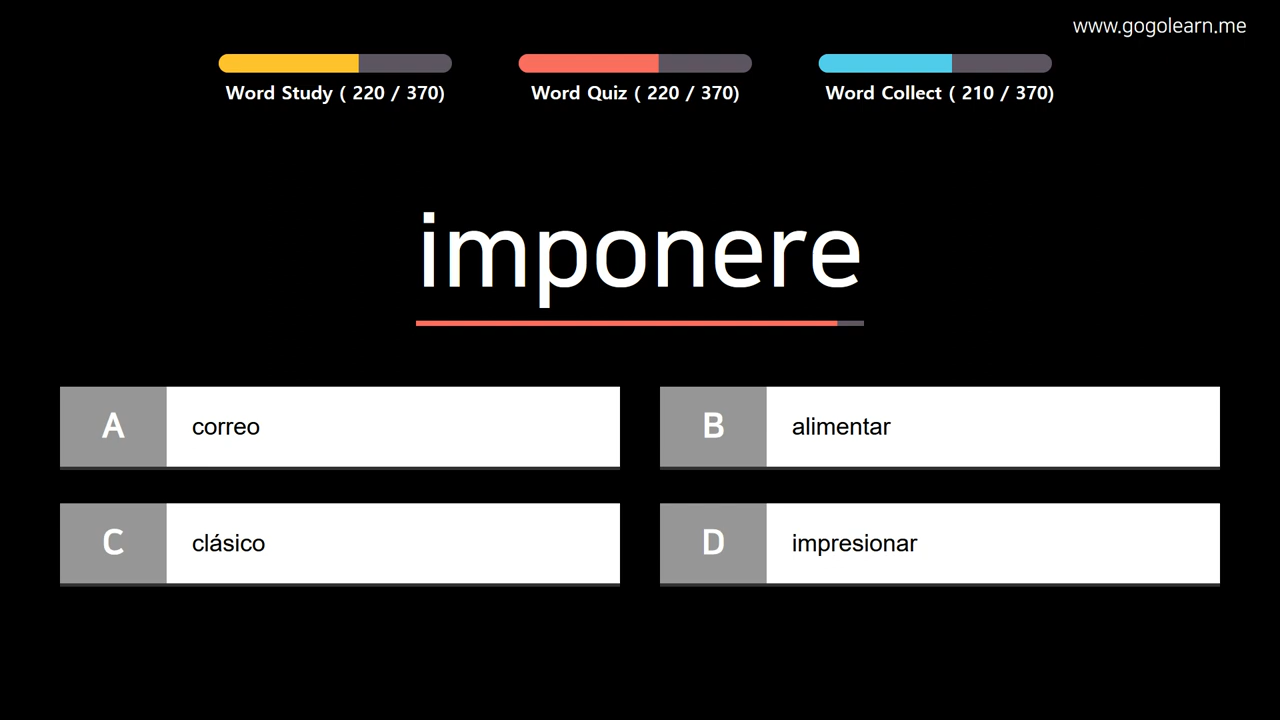 www.gogolearn.me
Word Study ( 220 / 370)
Word Quiz ( 220 / 370)
Word Collect ( 210 / 370)
imponere
A correo
B alimentar
C clásico
D impresionar